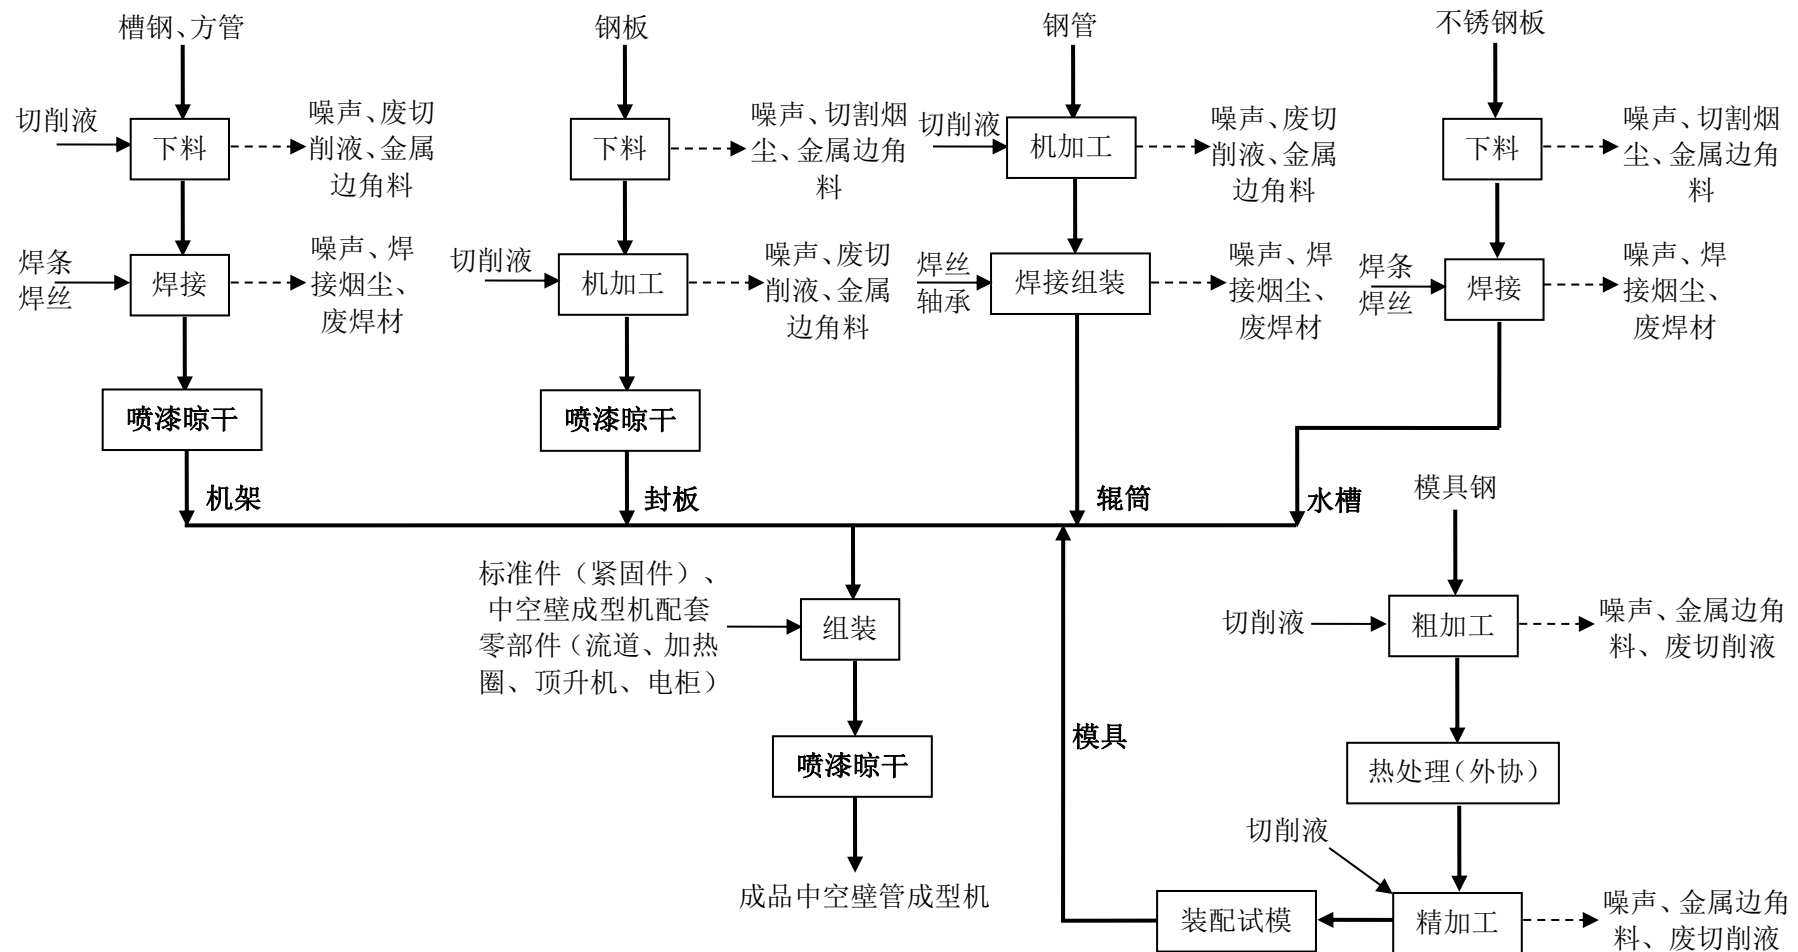 槽钢、方管
钢板
钢管
不锈钢板
切削液
下料
噪声、废切
削液、金属
边角料
下料
噪声、切割烟
尘、金属边角
料
切削液
机加工
噪声、废切
削液、金属
边角料
下料
噪声、切割烟
尘、金属边角
料
焊条
焊丝
焊接
噪声、焊
接烟尘、
废焊材
切削液
机加工
噪声、废切
削液、金属
边角料
焊丝
轴承
焊接组装
噪声、焊
接烟尘、
废焊材
焊条
焊丝
焊接
噪声、焊
接烟尘、
废焊材
喷漆晾干
喷漆晾干
机架
封板
辊筒
水槽
模具钢
标准件（紧固件）、
中空壁成型机配套
零部件（流道、加热
圈、顶升机、电柜）
组装
切削液
粗加工
噪声、金属边角
料、废切削液
模具
喷漆晾干
热处理（外协）
切削液
成品中空壁管成型机
装配试模
精加工
噪声、金属边角
料、废切削液